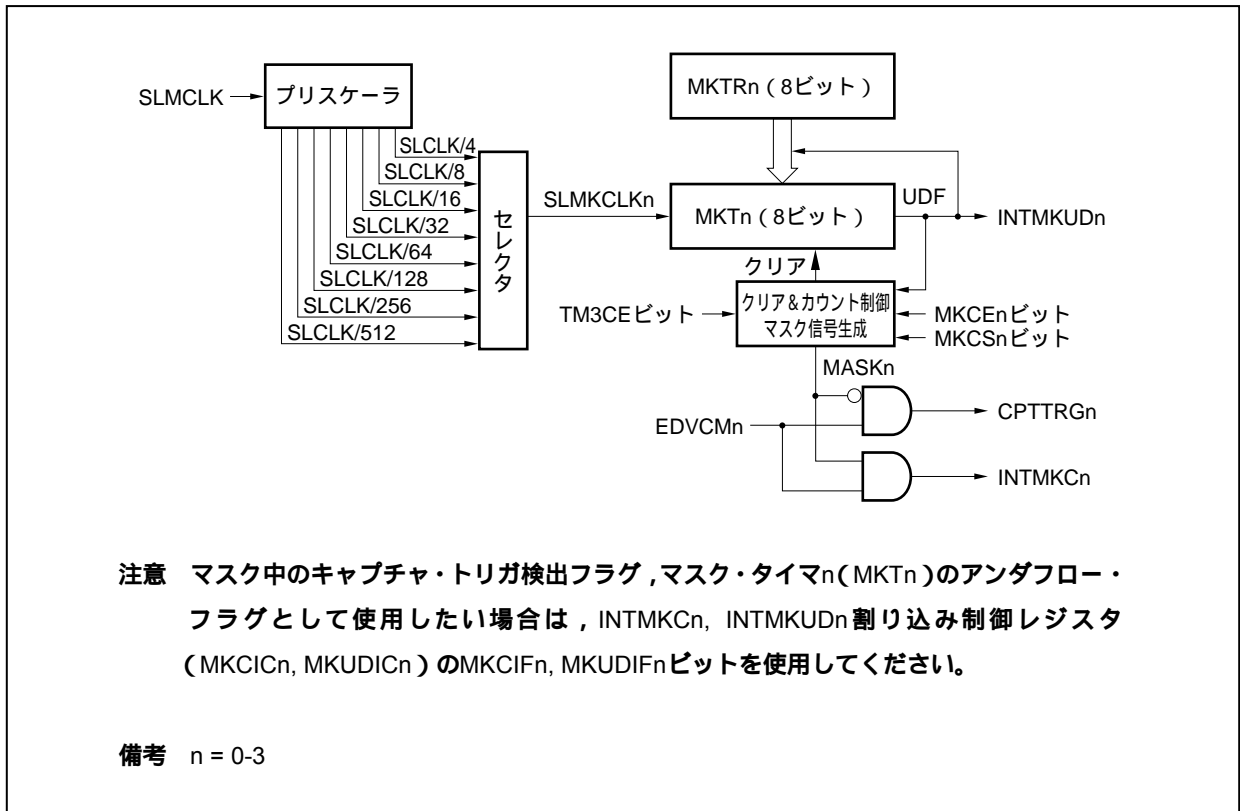 SLMCLK
プリスケーラ
SLCLK/4
SLCLK/8
SLCLK/16
SLCLK/32
SLCLK/64
SLCLK/128
SLCLK/256
SLCLK/512
セレクタ
SLMKCLKn
MKTRn（8ビット）
MKTn（8ビット）
UDF
INTMKUDn
クリア
TM3CEビット
クリア&カウント制御
マスク信号生成
MKCEnビット
MKCSnビット
MASKn
EDVCMn
CPTTRGn
INTMKCn
注意 マスク中のキャプチャ・トリガ検出フラグ，マスク・タイマn（MKTn）のアンダフロー・
フラグとして使用したい場合は，INTMKCn, INTMKUDn割り込み制御レジスタ
（MKCICn, MKUDICn）のMKCIFn, MKUDIFnビットを使用してください。
備考 n = 0-3